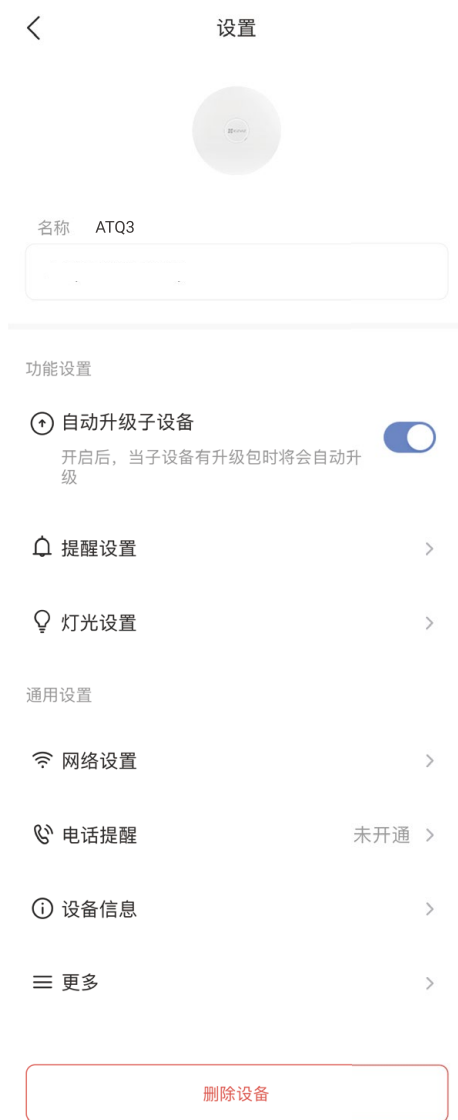 设置
名称 ATQ3
功能设置
自动升级子设备
开启后，当子设备有升级包时将会自动升
级
提醒设置
灯光设置
通用设置
网络设置
电话提醒 未开通
设备信息
更多
删除设备